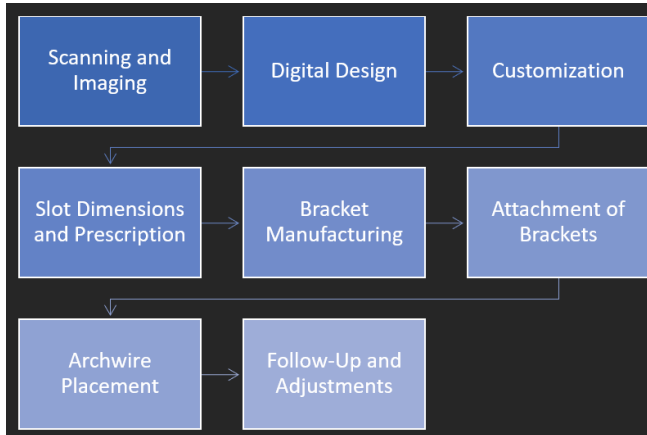 Scanning and
Imaging
Digital Design
Customization
Slot Dimensions
and Prescription
Bracket
Manufacturing
Attachment of
Brackets
Archwire
Placement
Follow-Up and
Adjustments